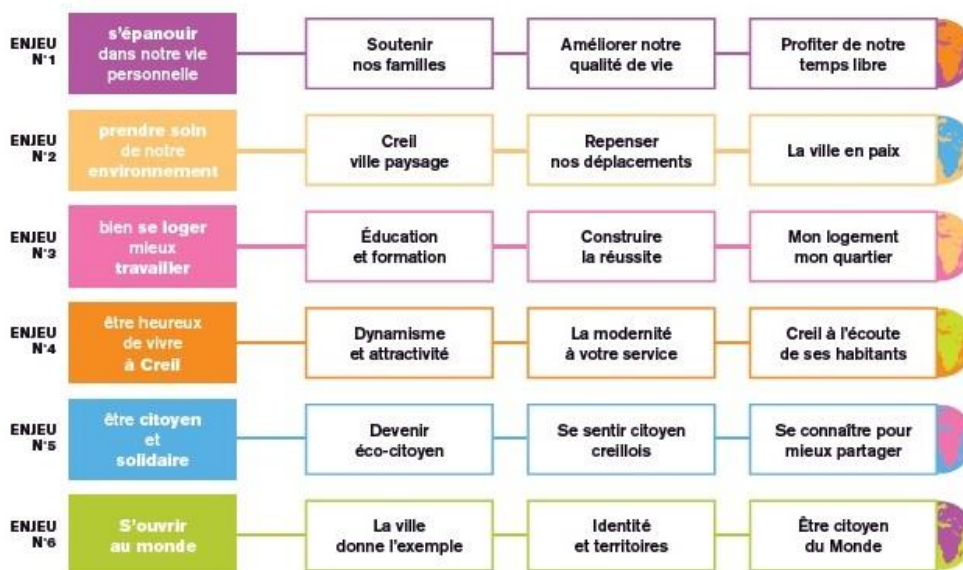 ENJEU
N°1
s'épanouir
dans notre vie
personnelle
Soutenir
nos familles
Améliorer notre
qualité de vie
Profiter de notre
temps libre
ENJEU
N°2
prendre soin
de notre
environnement
Creil
ville paysage
Repenser
nos déplacements
La ville en paix
ENJEU
N°3
bien se loger
mieux
travailler
Éducation
et formation
Construire
la réussite
Mon logement
mon quartier
ENJEU
N°4
être heureux
de vivre
à Creil
Dynamisme
et attractivité
La modernité
à votre service
Creil à l'écoute
de ses habitants
ENJEU
N°5
être citoyen
et
solidaire
Devenir
éco-citoyen
Se sentir citoyen
creillois
Se connaître pour
mieux partager
ENJEU
N°6
S'ouvrir
au monde
La ville
donne l'exemple
Identité
et territoires
Être citoyen
du Monde